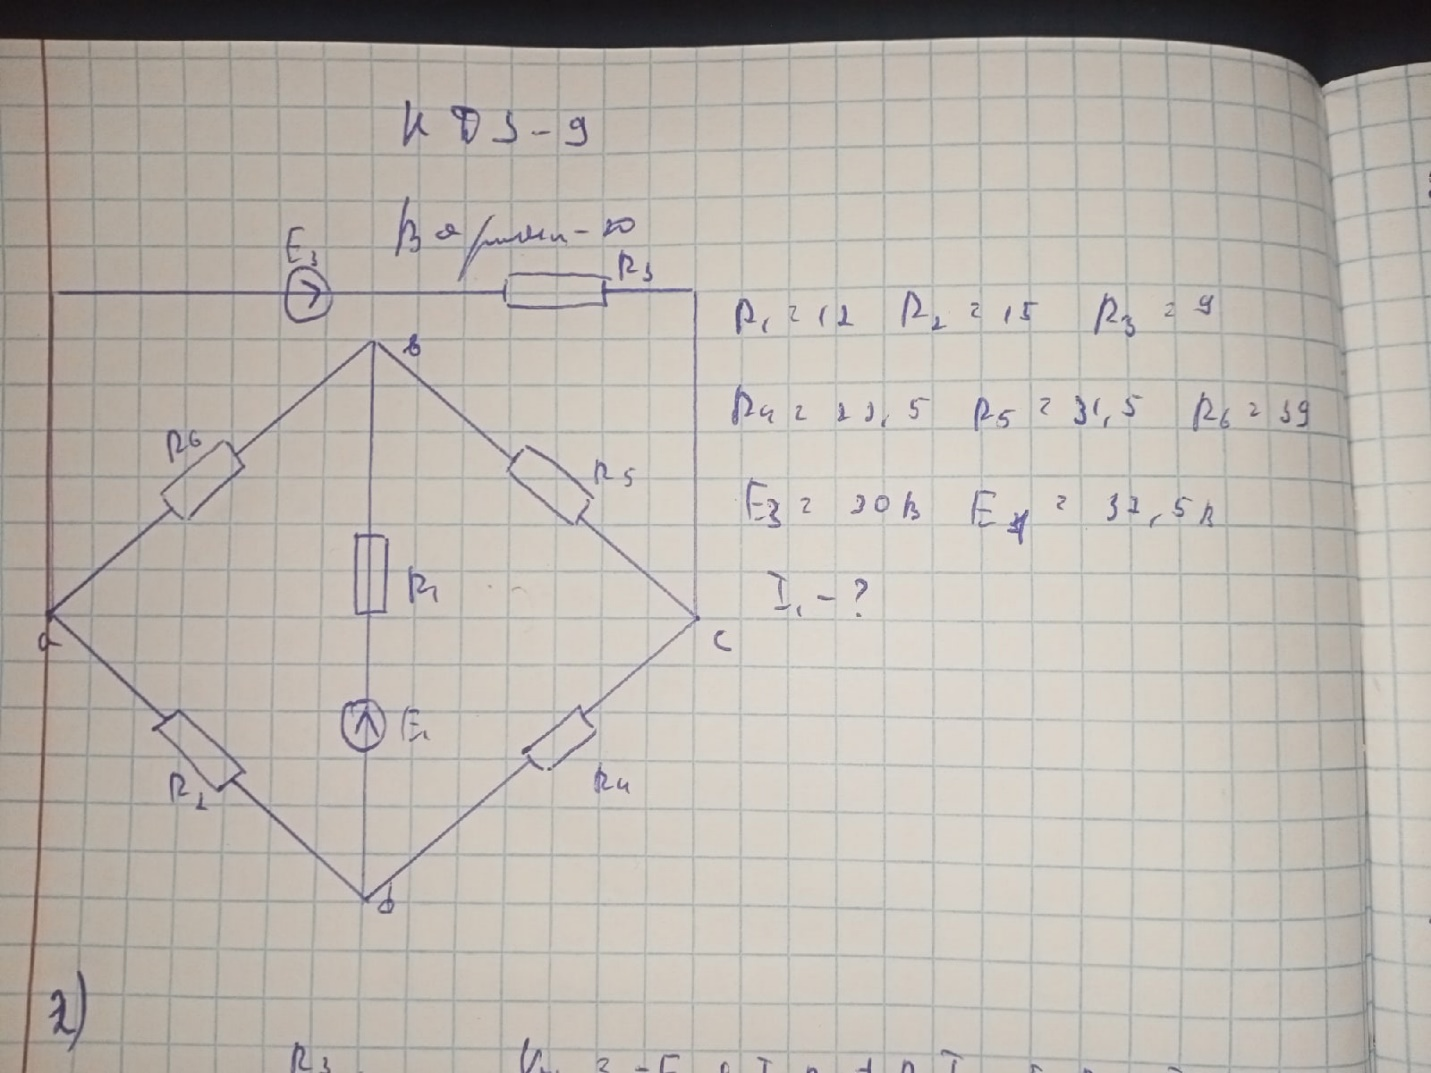 КДЗ-9
Вариант-20
E3
R3
R1 = 12 R2 = 15 R3 = 9
b
R4 = 22,5 R5 = 31,5 R6 = 39
R6
R5
E3 = 30В E1 = 37,5В
R1
I1 - ?
a
c
E1
R2
R4
d
2)
R3